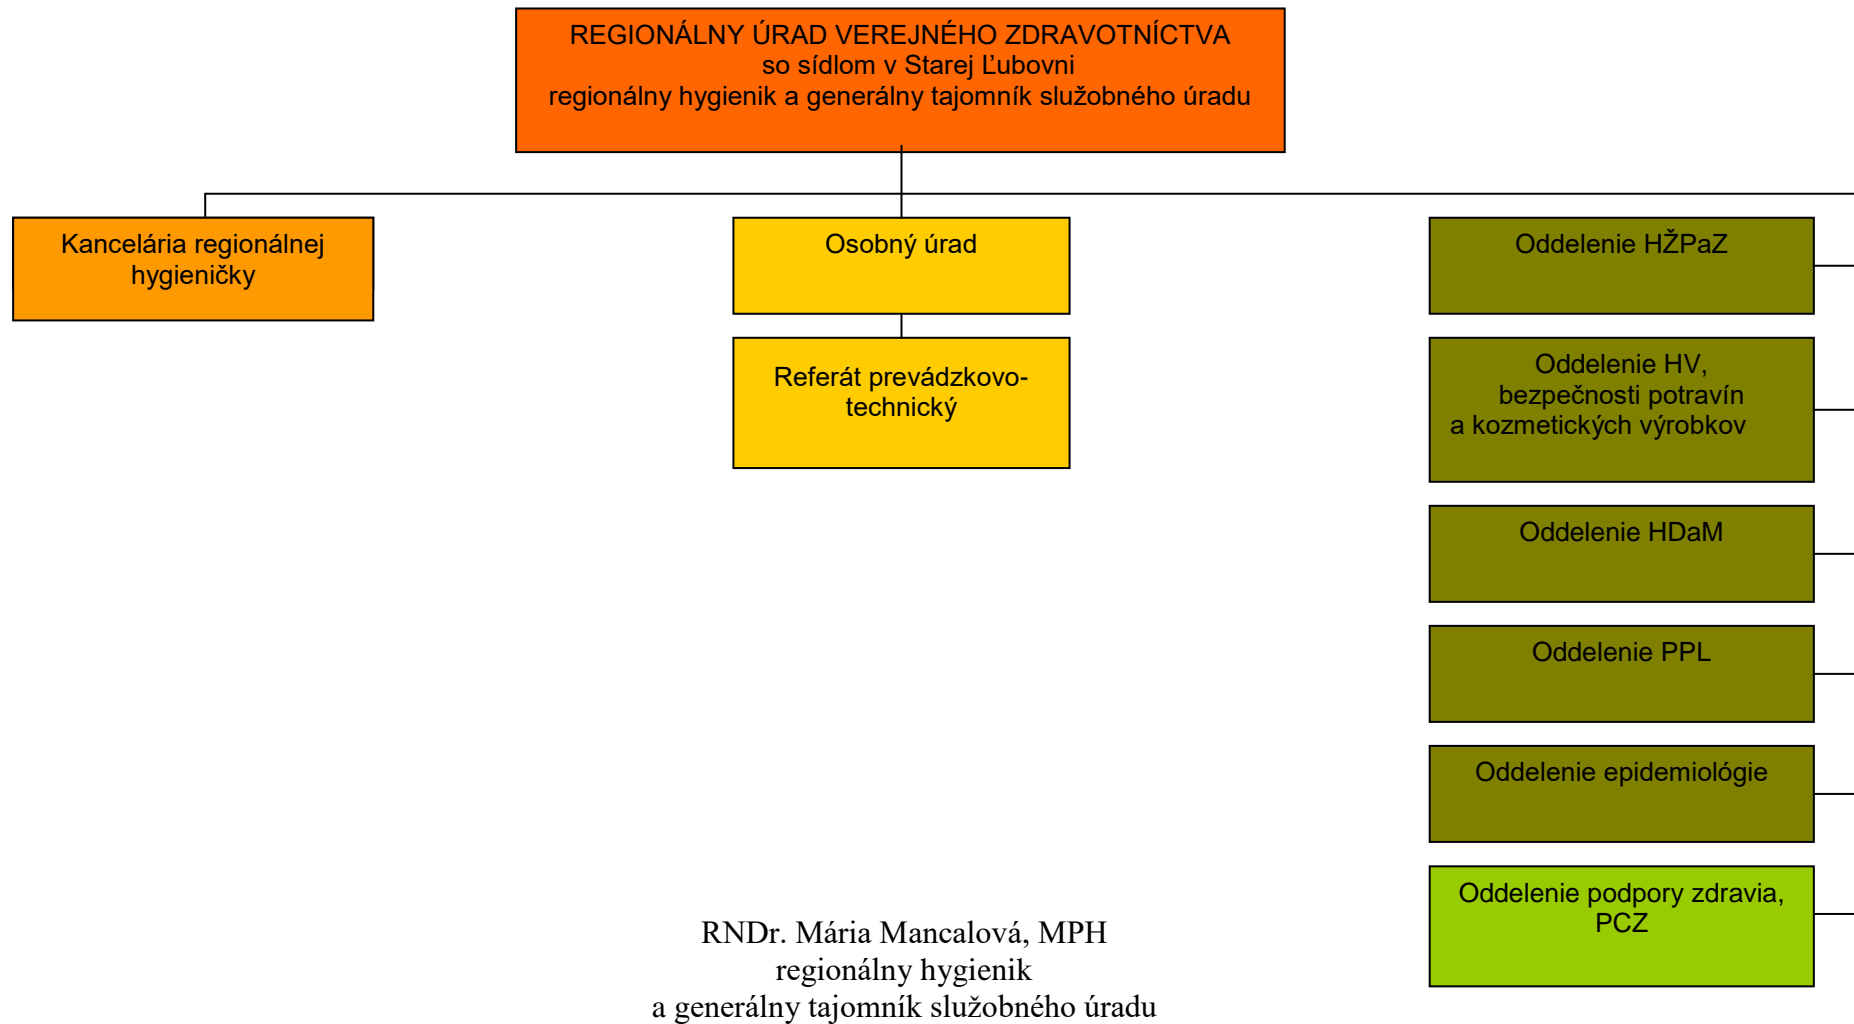 REGIONÁLNY ÚRAD VEREJNÉHO ZDRAVOTNÍCTVA
so sídlom v Starej Ľubovni
regionálny hygienik a generálny tajomník služobného úradu
Kancelária regionálnej
hygieničky
Osobný úrad
Referát prevádzkovo-
technický
Oddelenie HŽPaZ
Oddelenie HV,
bezpečnosti potravín
a kozmetických výrobkov
Oddelenie HDaM
Oddelenie PPL
Oddelenie epidemiológie
Oddelenie podpory zdravia,
PCZ
RNDr. Mária Mancalová, MPH
regionálny hygienik
a generálny tajomník služobného úradu